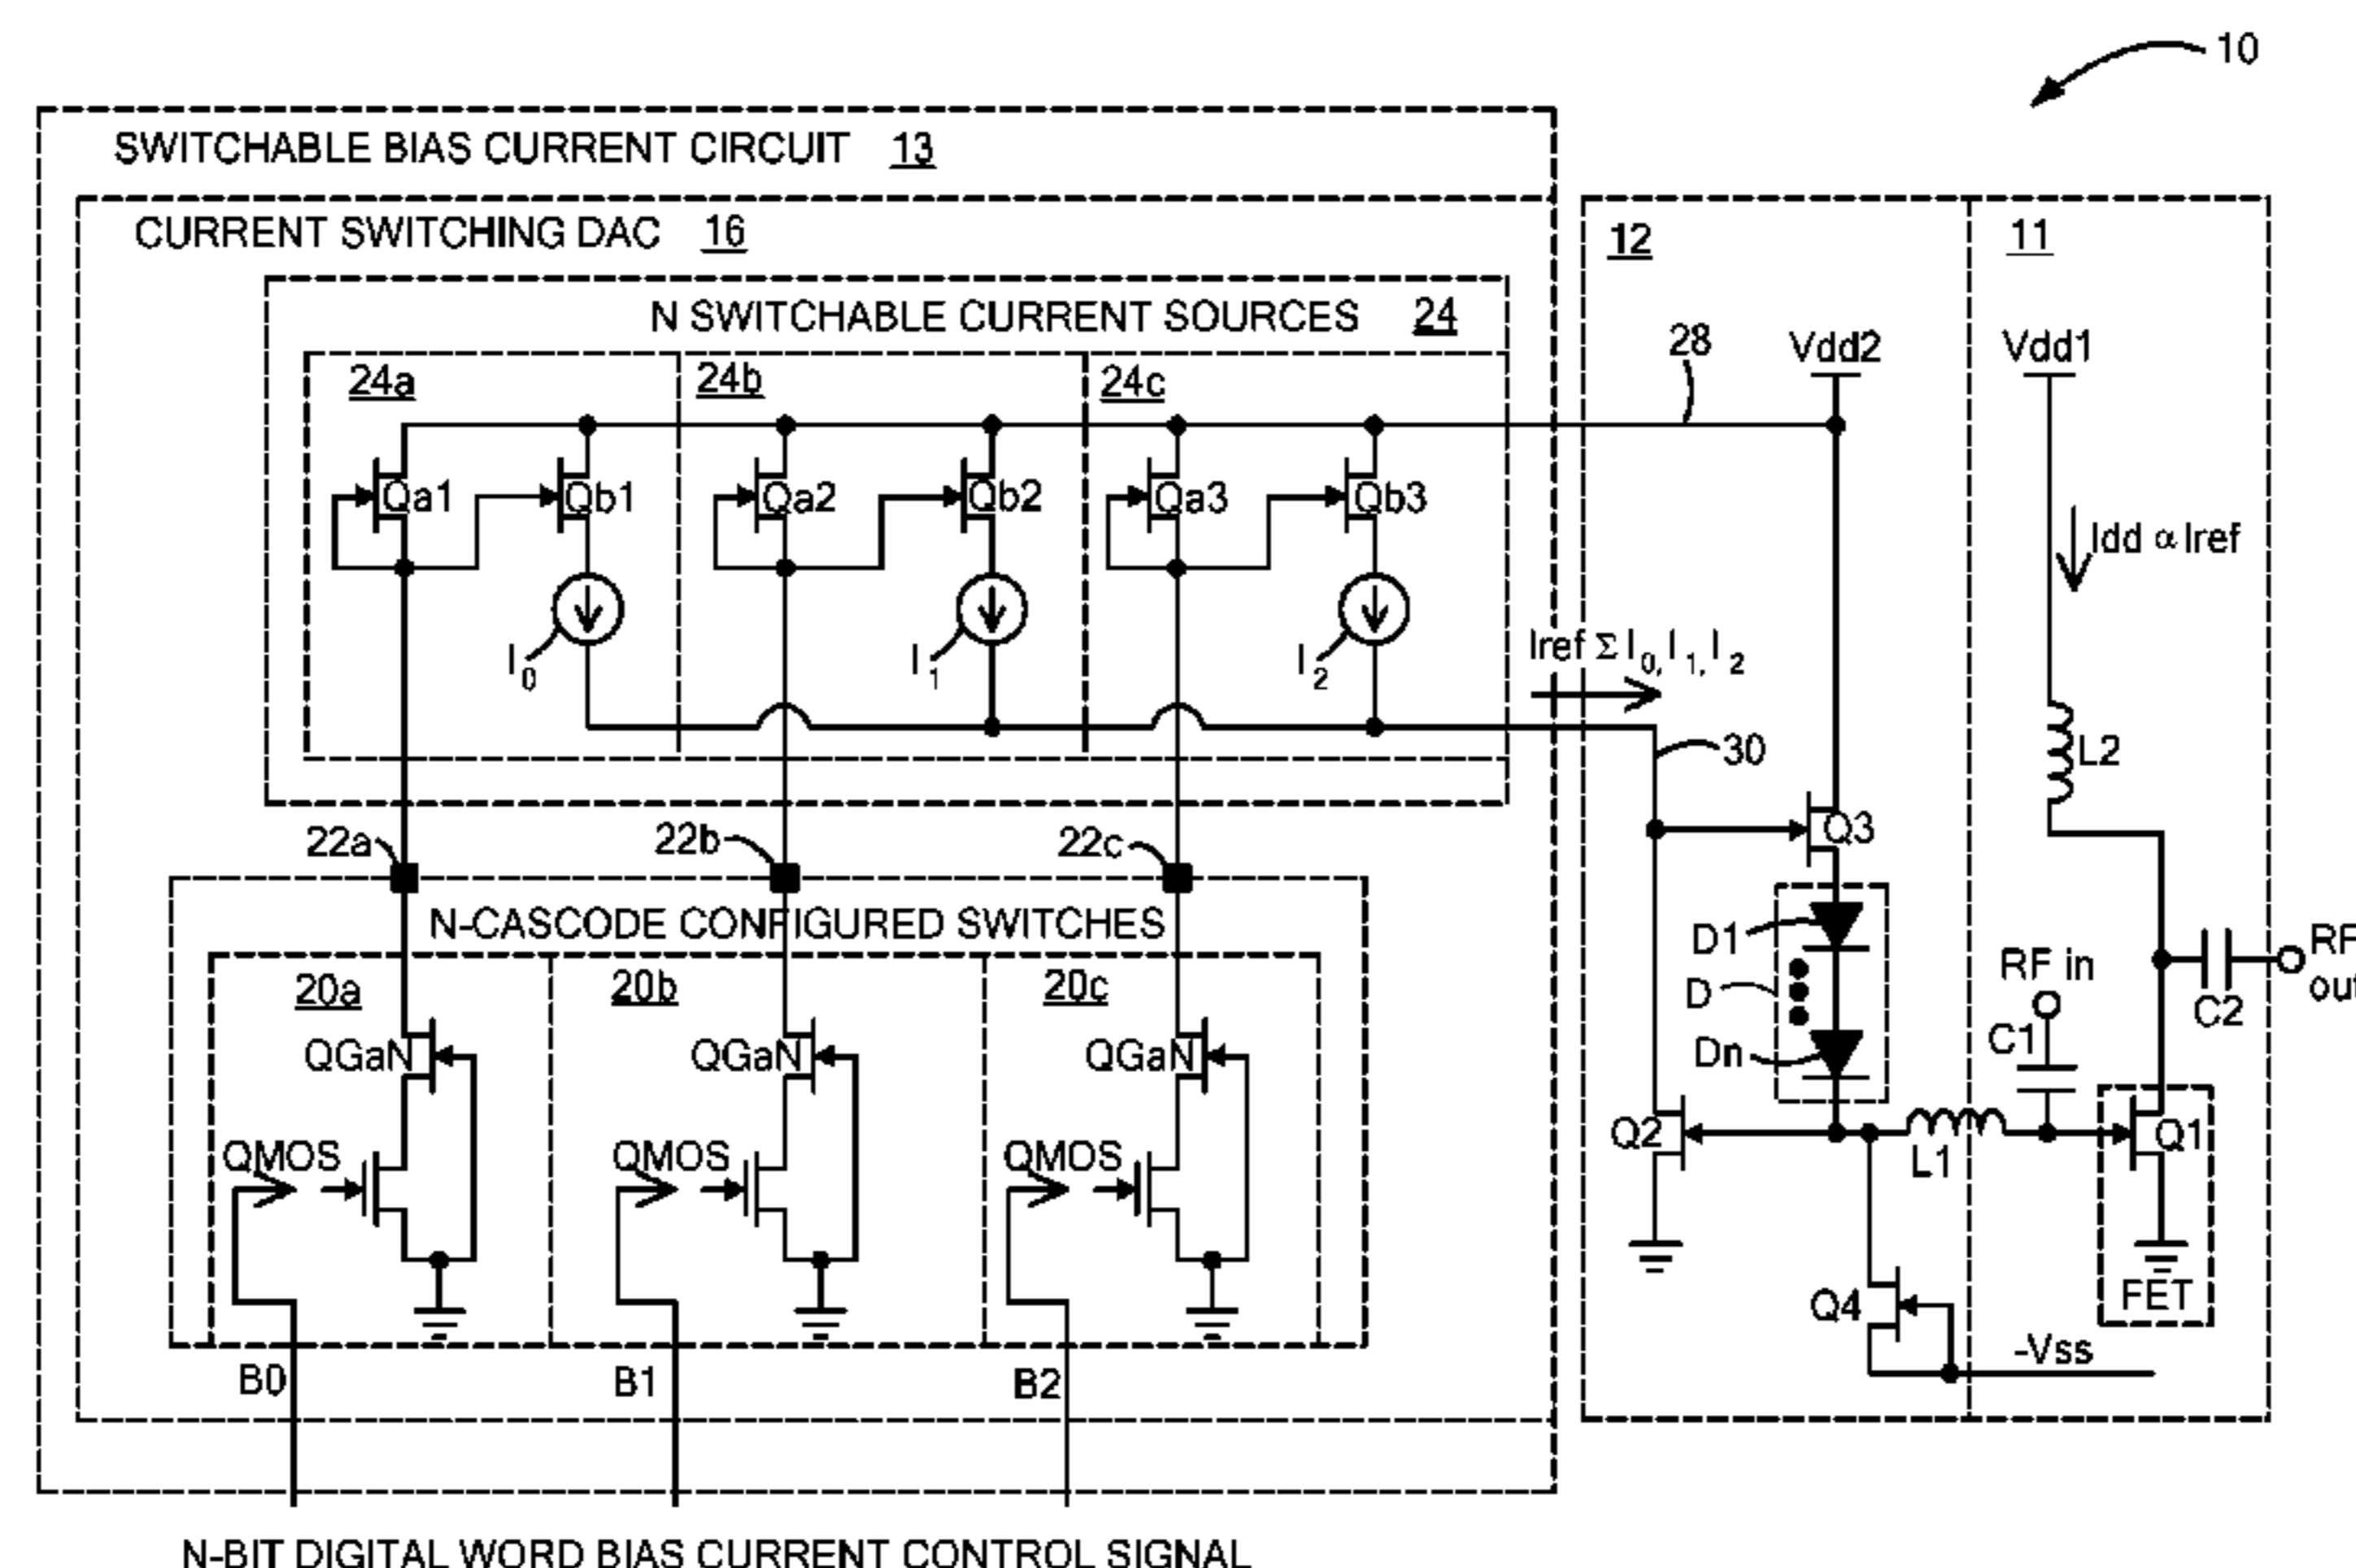 10
SWITCHABLE BIAS CURRENT CIRCUIT 13
CURRENT SWITCHING DAC 16
12
11
N SWITCHABLE CURRENT SOURCES 24
28
Vdd2
Vdd1
24a
24b
24c
Qa1
Qb1
Qa2
Qb2
Qa3
Qb3
Idd α Iref
I0
I1
I2
Iref Σ I0, I1, I2
30
L2
22a
22b
22c
Q3
N-CASCODE CONFIGURED SWITCHES
D1
RF in
RF
out
20a
20b
20c
D
C2
QGaN
QGaN
QGaN
Dn
C1
QMOS
QMOS
QMOS
Q2
L1
Q1
Q4
FET
-Vss
B0
B1
B2
N-BIT DIGITAL WORD BIAS CURRENT CONTROL SIGNAL